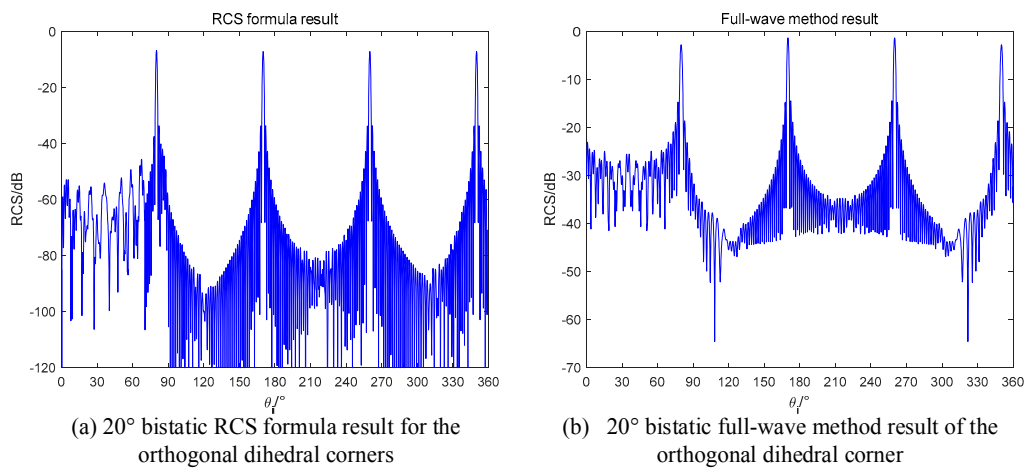 RCS formula result
0
-20
-40
-60
-80
-100
-120
RCS/dB
0 30 60 90 120 150 180 210 240 270 300 330 360
θi/°
(a) 20° bistatic RCS formula result for the
orthogonal dihedral corners
Full-wave method result
0
-10
-20
-30
-40
-50
-60
-70
RCS/dB
0 30 60 90 120 150 180 210 240 270 300 330 360
θi/°
(b) 20° bistatic full-wave method result of the
orthogonal dihedral corner